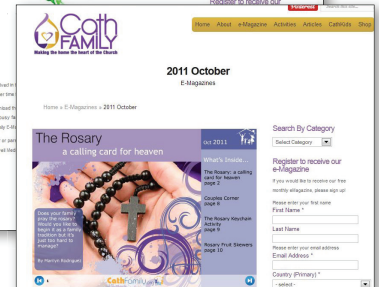 Register to receive our
Cath
FAMILY
Making the home the heart of the Church
Home About e-Magazine Activities Articles CathKids Shop
2011 October
E-Magazines
Home » E-Magazines » 2011 October
The Rosary
a calling card for heaven
Oct 2011
What's Inside...
The Rosary: a calling card for heaven
page 2
Couples Corner
page 8
The Rosary Keychain
Activity
page 9
Rosary Fruit Skewers
page 10
Does your family
pray the rosary?
Would you like to
begin it as a family
tradition but it's
just too hard to
manage?
By Marilyn Rodrigues
CathFamily
Search By Category
Select Category
Register to receive our
e-Magazine
If you would like to receive our free
monthly eMagazine, please sign up!
Please enter your first name
First Name *
Last Name
Please enter your email address
Email Address *
Country (Primary) *
- select -